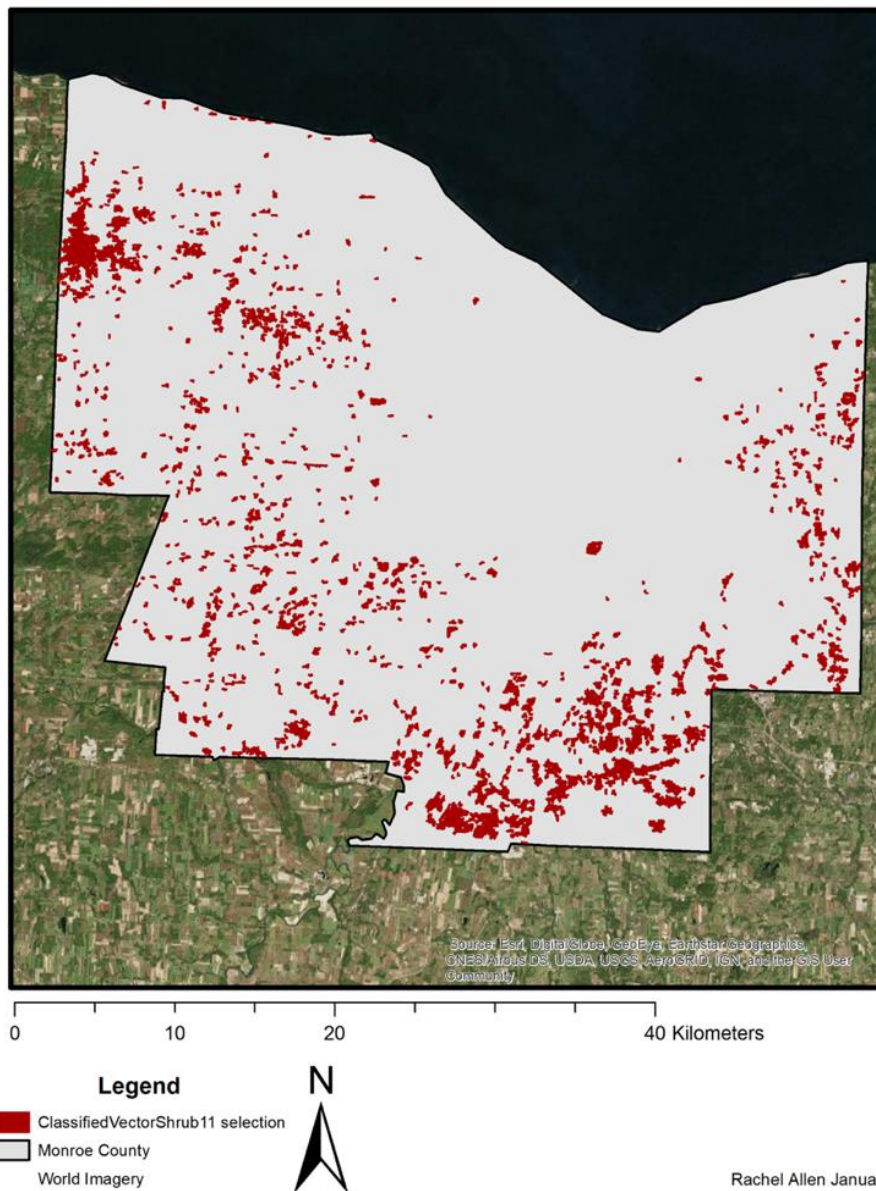 Source: Esri, DigitalGlobe, GeoEye, Earthstar Geographics,
CNES/Airbus DS, USDA, USGS, AeroGRID, IGN, and the GIS User
Community
0 10 20 40 Kilometers
Legend
N
ClassifiedVectorShrub11 selection
Monroe County
World Imagery
Rachel Allen Janua